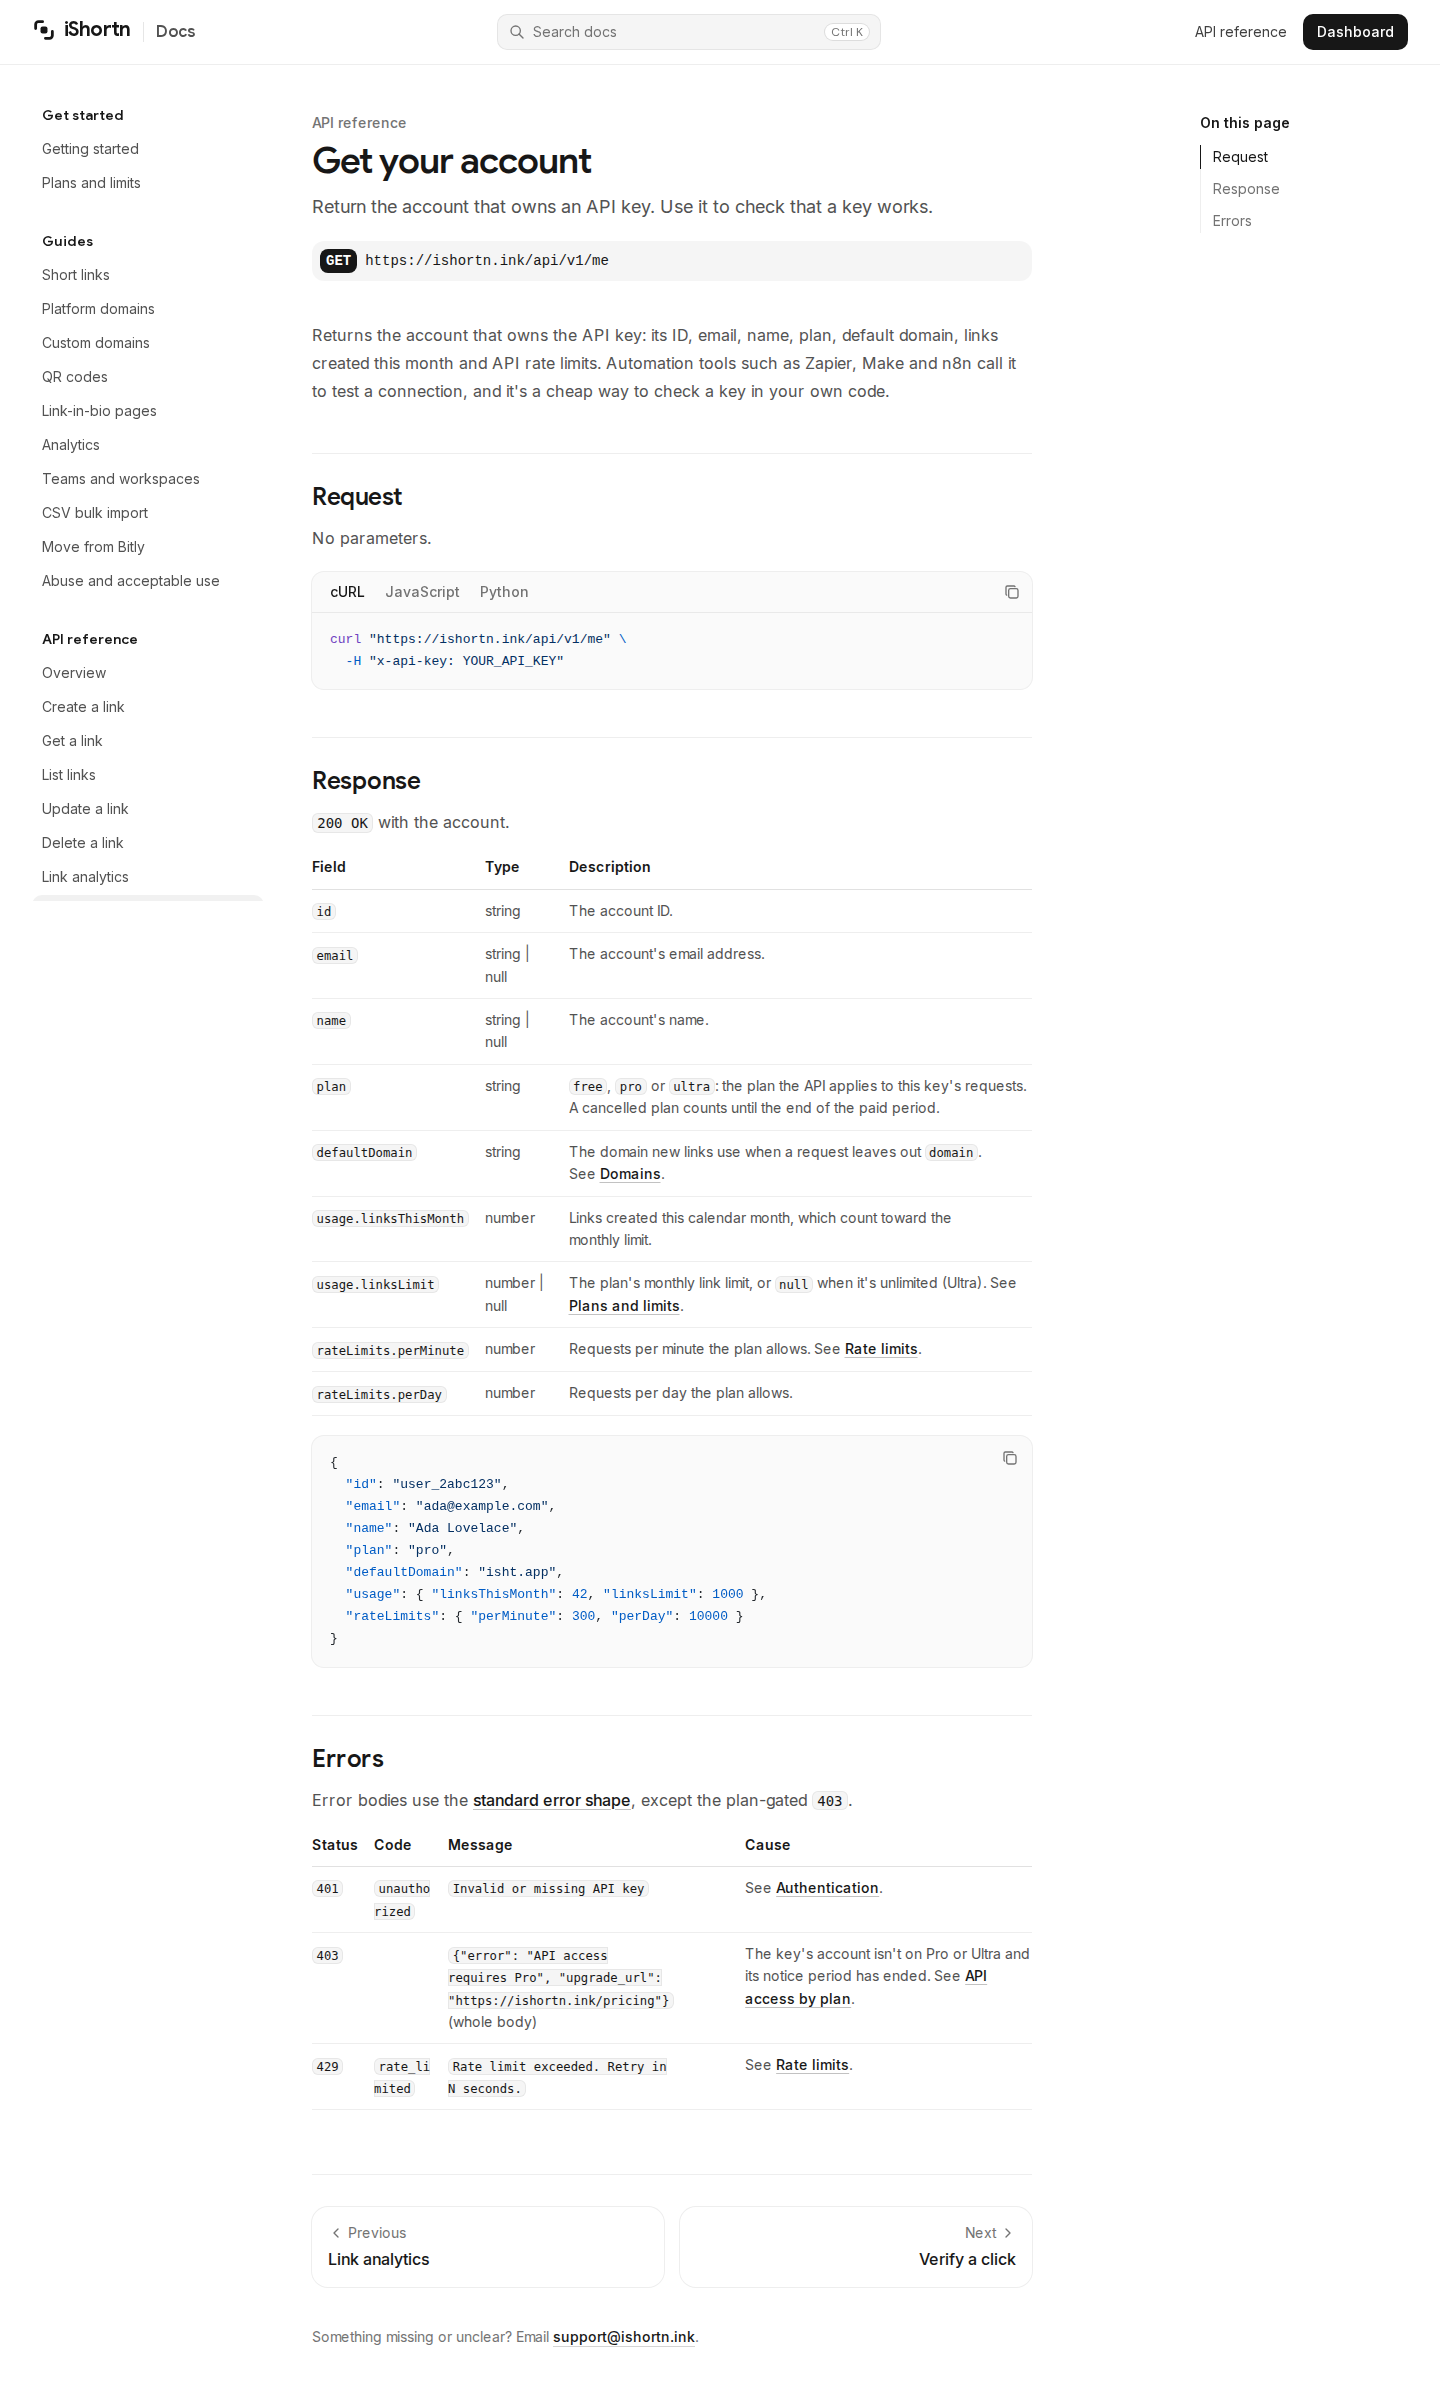 iShortn
Docs
Search docs
Ctrl K
API reference
Dashboard
Get started
Getting started
Plans and limits
Guides
Short links
Platform domains
Custom domains
QR codes
Link-in-bio pages
Analytics
Teams and workspaces
CSV bulk import
Move from Bitly
Abuse and acceptable use
API reference
Overview
Create a link
Get a link
List links
Update a link
Delete a link
Link analytics
API reference
Get your account
Return the account that owns an API key. Use it to check that a key works.
GET https://ishortn.ink/api/v1/me
Returns the account that owns the API key: its ID, email, name, plan, default domain, links
created this month and API rate limits. Automation tools such as Zapier, Make and n8n call it
to test a connection, and it's a cheap way to check a key in your own code.
Request
No parameters.
cURL JavaScript Python
curl "https://ishortn.ink/api/v1/me" \
-H "x-api-key: YOUR_API_KEY"
Response
200 OK with the account.
Field Type Description
id string The account ID.
email string | The account's email address.
null
name string | The account's name.
null
plan string free, pro or ultra: the plan the API applies to this key's requests.
A cancelled plan counts until the end of the paid period.
defaultDomain string The domain new links use when a request leaves out domain.
See Domains.
usage.linksThisMonth number Links created this calendar month, which count toward the
monthly limit.
usage.linksLimit number | The plan's monthly link limit, or null when it's unlimited (Ultra). See
null Plans and limits.
rateLimits.perMinute number Requests per minute the plan allows. See Rate limits.
rateLimits.perDay number Requests per day the plan allows.
{
"id": "user_2abc123",
"email": "ada@example.com",
"name": "Ada Lovelace",
"plan": "pro",
"defaultDomain": "isht.app",
"usage": { "linksThisMonth": 42, "linksLimit": 1000 },
"rateLimits": { "perMinute": 300, "perDay": 10000 }
}
Errors
Error bodies use the standard error shape, except the plan-gated 403.
Status Code Message Cause
401 unautho Invalid or missing API key See Authentication.
rized
403 {"error": "API access The key's account isn't on Pro or Ultra and
requires Pro", "upgrade_url": its notice period has ended. See API
"https://ishortn.ink/pricing"} access by plan.
(whole body)
429 rate_li Rate limit exceeded. Retry in See Rate limits.
mited N seconds.
Previous
Link analytics
Next
Verify a click
Something missing or unclear? Email support@ishortn.ink.
On this page
Request
Response
Errors